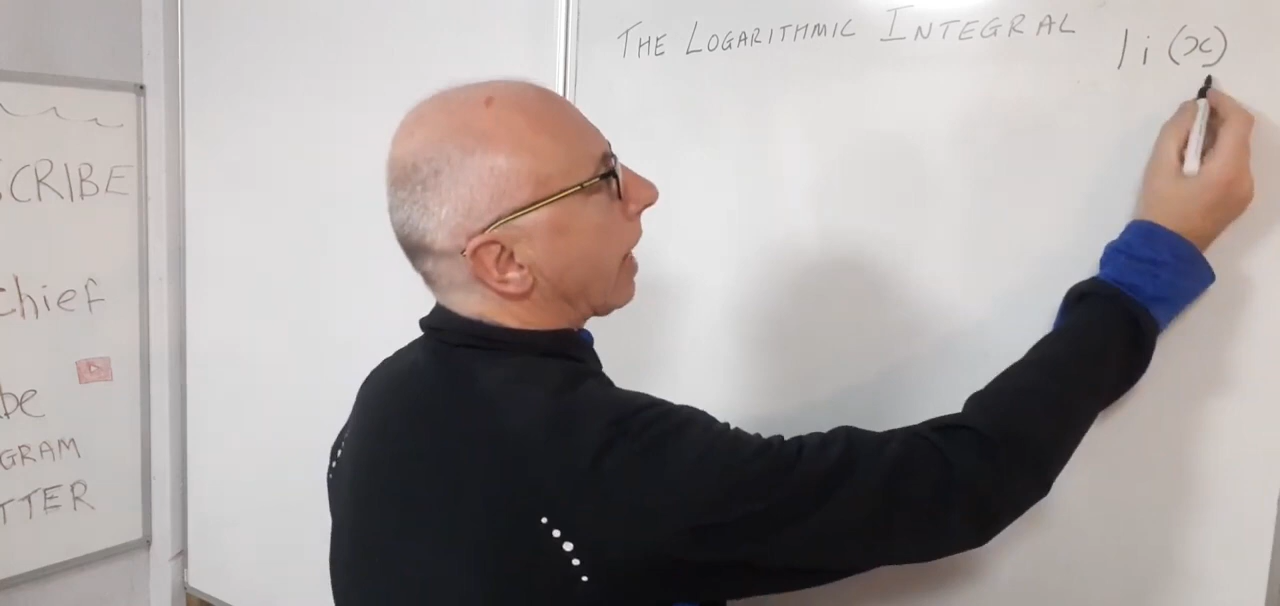 CRIBE
Chief
be
GRAM
TTER
THE LOGARITHMIC INTEGRAL li(x)